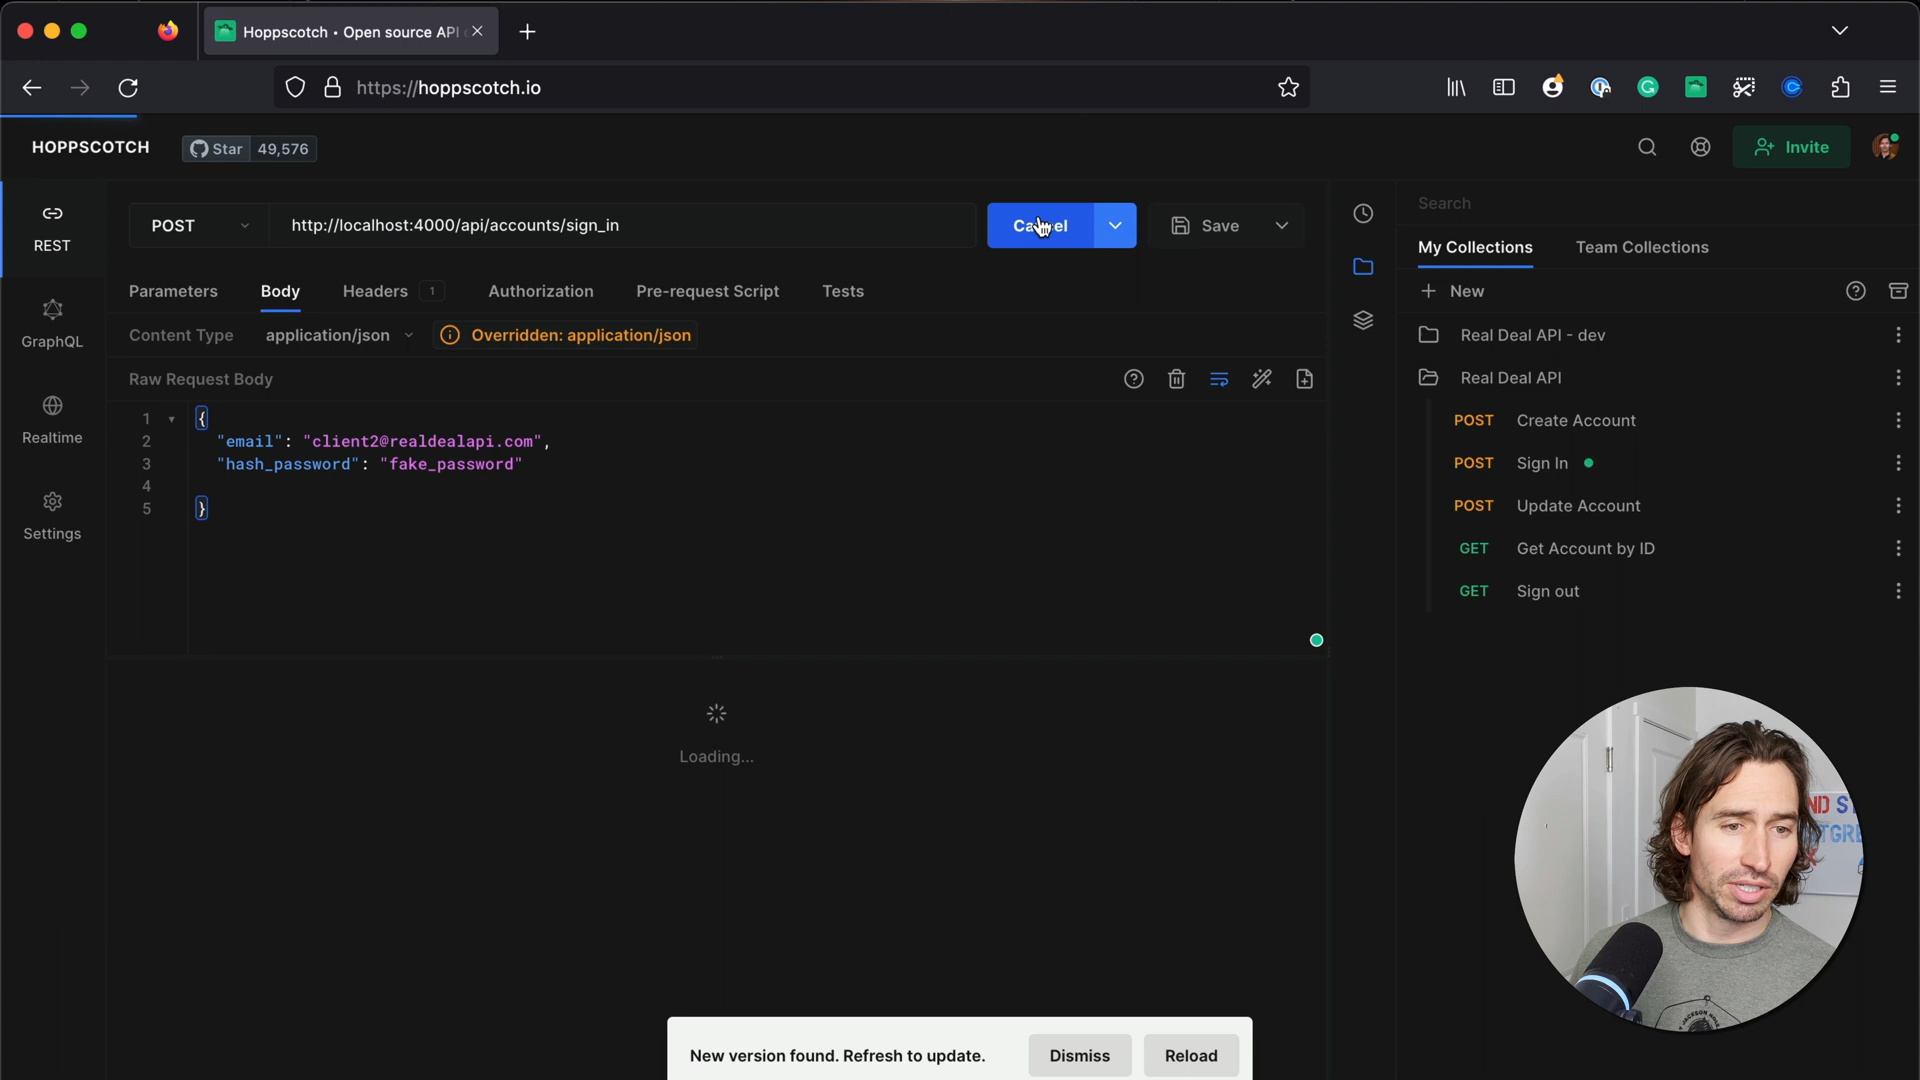 Hoppscotch • Open source API
https://hoppscotch.io
HOPPSCOTCH
Star 49,576
Invite
REST
GraphQL
Realtime
Settings
POST
http://localhost:4000/api/accounts/sign_in
Save
Parameters
Body
Headers 1
Authorization
Pre-request Script
Tests
Content Type application/json
Overridden: application/json
Raw Request Body
1 {
2 "email": "client2@realdealapi.com",
3 "hash_password": "fake_password"
4
5 }
Loading...
Search
My Collections
Team Collections
New
Real Deal API - dev
Real Deal API
POST Create Account
POST Sign In
POST Update Account
GET Get Account by ID
GET Sign out
New version found. Refresh to update.
Dismiss
Reload